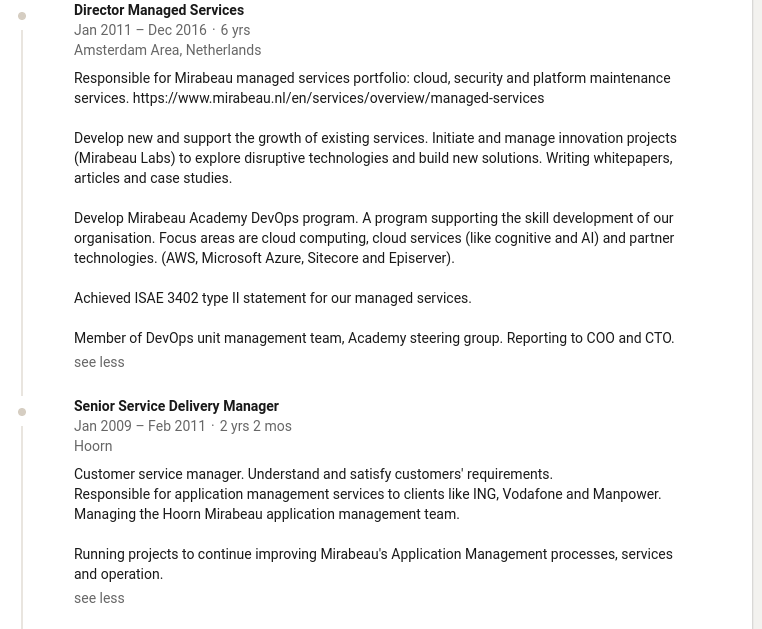 Director Managed Services
Jan 2011 – Dec 2016 · 6 yrs
Amsterdam Area, Netherlands
Responsible for Mirabeau managed services portfolio: cloud, security and platform maintenance
services. https://www.mirabeau.nl/en/services/overview/managed-services
Develop new and support the growth of existing services. Initiate and manage innovation projects
(Mirabeau Labs) to explore disruptive technologies and build new solutions. Writing whitepapers,
articles and case studies.
Develop Mirabeau Academy DevOps program. A program supporting the skill development of our
organisation. Focus areas are cloud computing, cloud services (like cognitive and AI) and partner
technologies. (AWS, Microsoft Azure, Sitecore and Episerver).
Achieved ISAE 3402 type II statement for our managed services.
Member of DevOps unit management team, Academy steering group. Reporting to COO and CTO.
see less
Senior Service Delivery Manager
Jan 2009 – Feb 2011 · 2 yrs 2 mos
Hoorn
Customer service manager. Understand and satisfy customers' requirements.
Responsible for application management services to clients like ING, Vodafone and Manpower.
Managing the Hoorn Mirabeau application management team.
Running projects to continue improving Mirabeau's Application Management processes, services
and operation.
see less